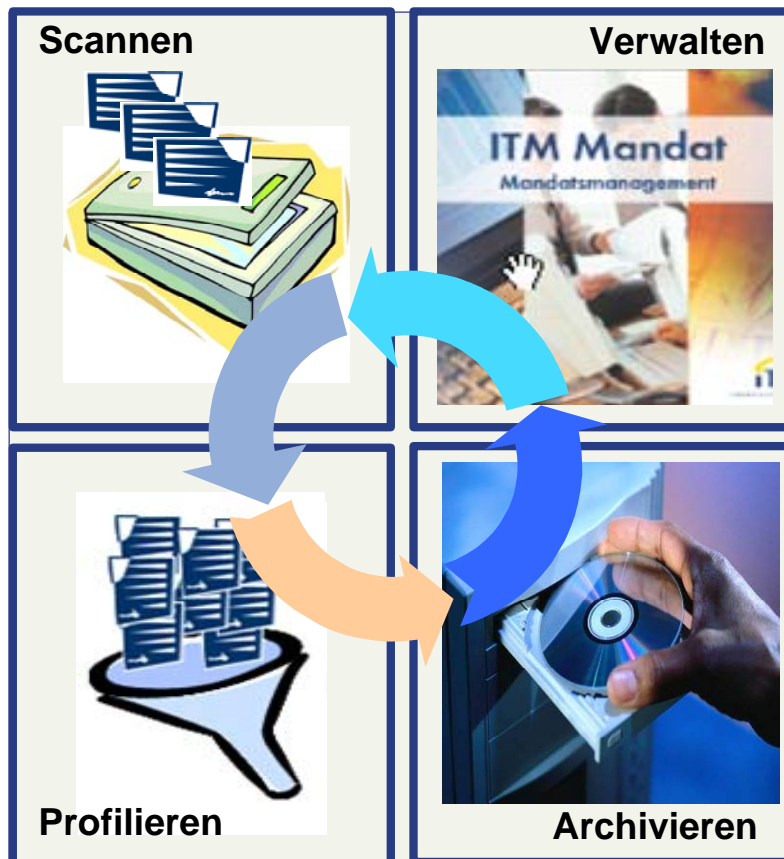 Scannen
Verwalten
ITM Mandat
Mandatsmanagement
Profilieren
Archivieren